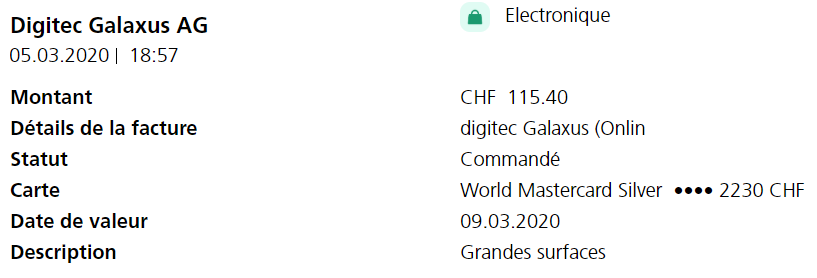 Digitec Galaxus AG
Electronique
05.03.2020 | 18:57
Montant CHF 115.40
Détails de la facture digitec Galaxus (Onlin
Statut Commandé
Carte World Mastercard Silver •••• 2230 CHF
Date de valeur 09.03.2020
Description Grandes surfaces